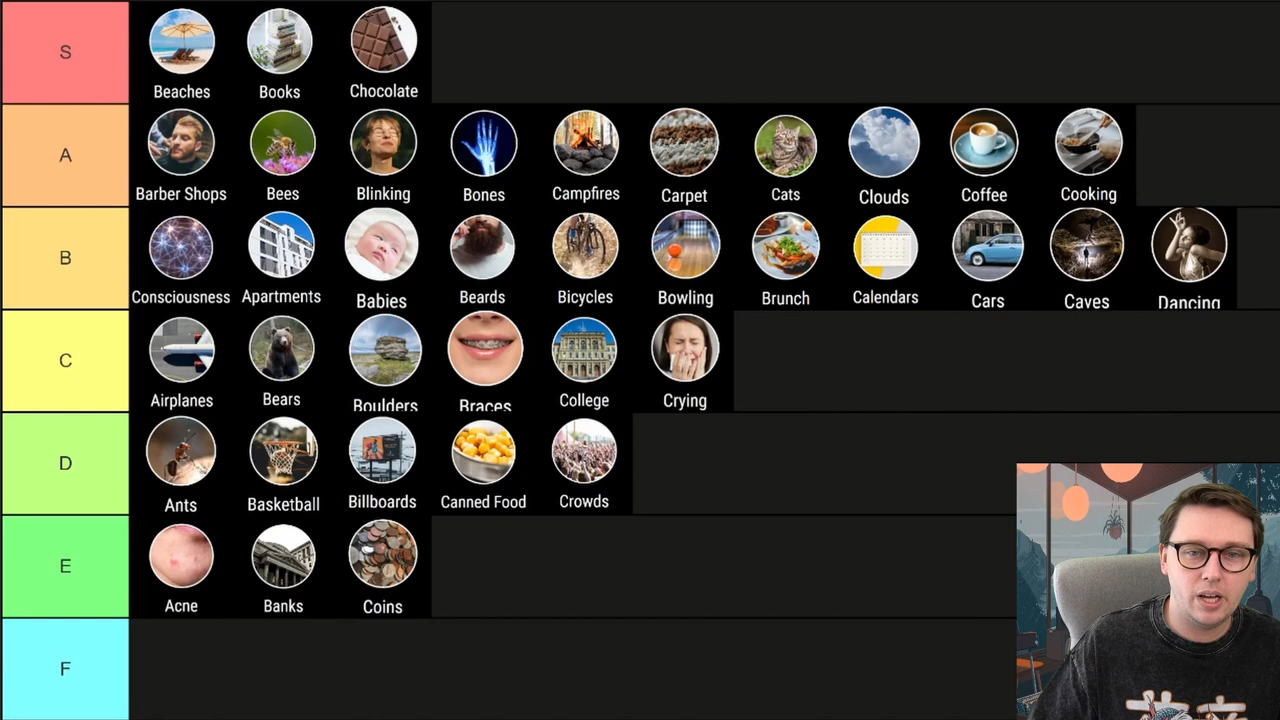 S
Beaches
Books
Chocolate
A
Barber Shops
Bees
Blinking
Bones
Campfires
Carpet
Cats
Clouds
Coffee
Cooking
B
Consciousness
Apartments
Babies
Beards
Bicycles
Bowling
Brunch
Calendars
Cars
Caves
Dancing
C
Airplanes
Bears
Boulders
Braces
College
Crying
D
Ants
Basketball
Billboards
Canned Food
Crowds
E
Acne
Banks
Coins
F